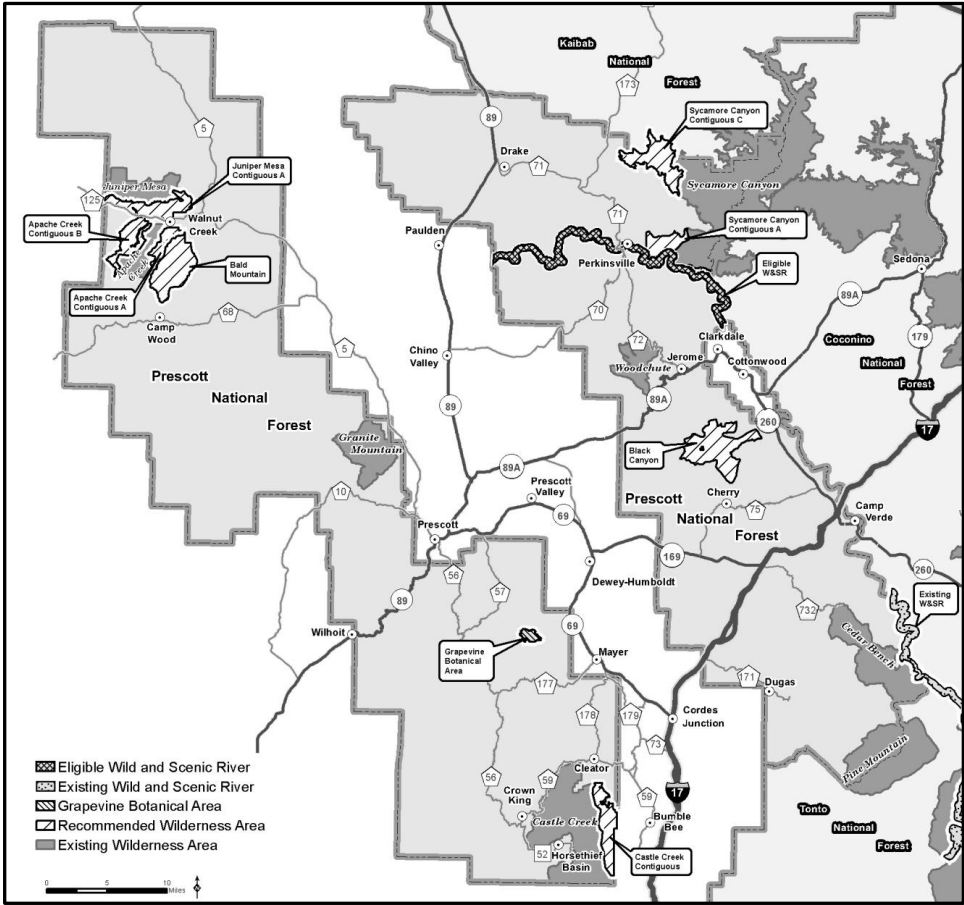 Kaibab
National
Forest
173
89
Drake
71
Sycamore Canyon
Contiguous C
5
Juniper Mesa
Contiguous A
Juniper Mesa
Sycamore Canyon
125
Walnut
Creek
Apache Creek
Contiguous B
Apache
Creek
Bald
Mountain
Apache Creek
Contiguous A
71
Sycamore Canyon
Contiguous A
Paulden
Perkinsville
Eligible
W&SR
Sedona
89A
68
Camp
Wood
5
70
72
Clarkdale
179
Coconino
National
Forest
Chino
Valley
Woodchute
Jerome
Cottonwood
Prescott
National
Forest
89
89A
260
17
Granite
Mountain
Black
Canyon
89A
10
Prescott
Valley
Cherry
75
Prescott
National
Forest
Camp
Verde
Prescott
69
169
260
56
57
Dewey-Humboldt
89
732
Existing
W&SR
Wilhoit
69
Cedar Bench
Grapevine
Botanical
Area
Mayer
171
Dugas
177
178
179
Cordes
Junction
73
Pine Mountain
Cleator
56
59
17
59
Crown
King
Castle Creek
Bumble
Bee
Tonto
National
Forest
52
Horsethief
Basin
Castle Creek
Contiguous
Eligible Wild and Scenic River
Existing Wild and Scenic River
Grapevine Botanical Area
Recommended Wilderness Area
Existing Wilderness Area
0 5 10
Miles